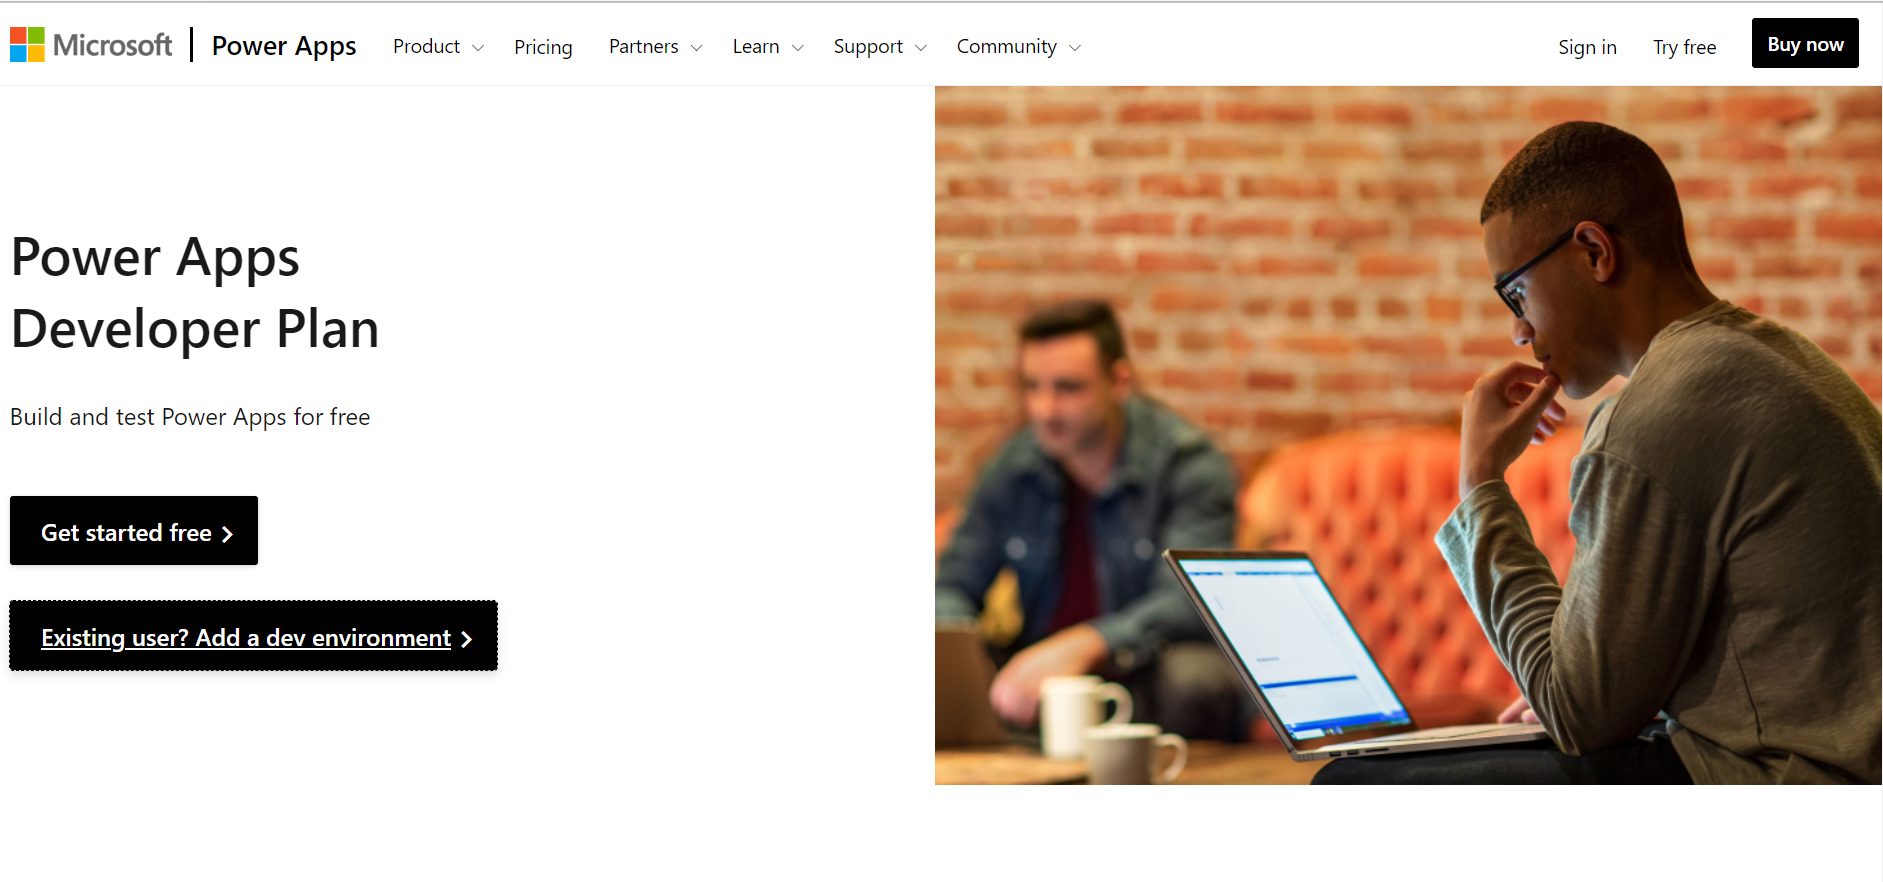 Microsoft | Power Apps Product Pricing Partners Learn Support Community Sign in Try free Buy now
Power Apps
Developer Plan
Build and test Power Apps for free
Get started free
Existing user? Add a dev environment